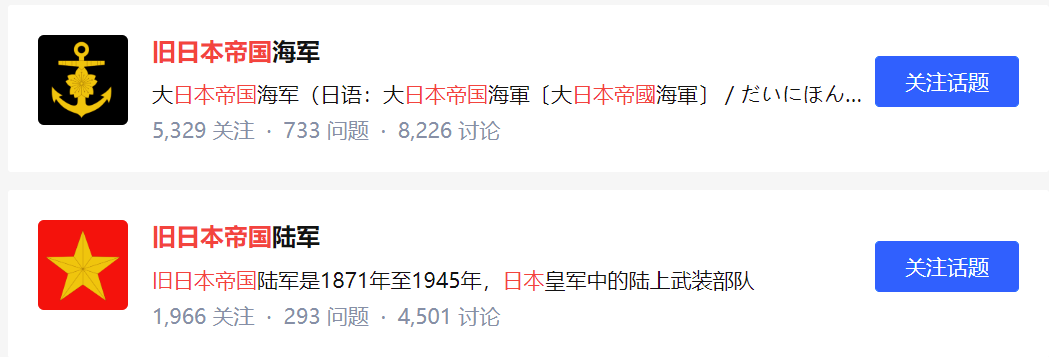 旧日本帝国海军
大日本帝国海军（日语：大日本帝国海軍〔大日本帝國海軍〕 / だいにほん...
关注话题
5,329 关注 · 733 问题 · 8,226 讨论
旧日本帝国陆军
旧日本帝国陆军是1871年至1945年，日本皇军中的陆上武装部队
关注话题
1,966 关注 · 293 问题 · 4,501 讨论